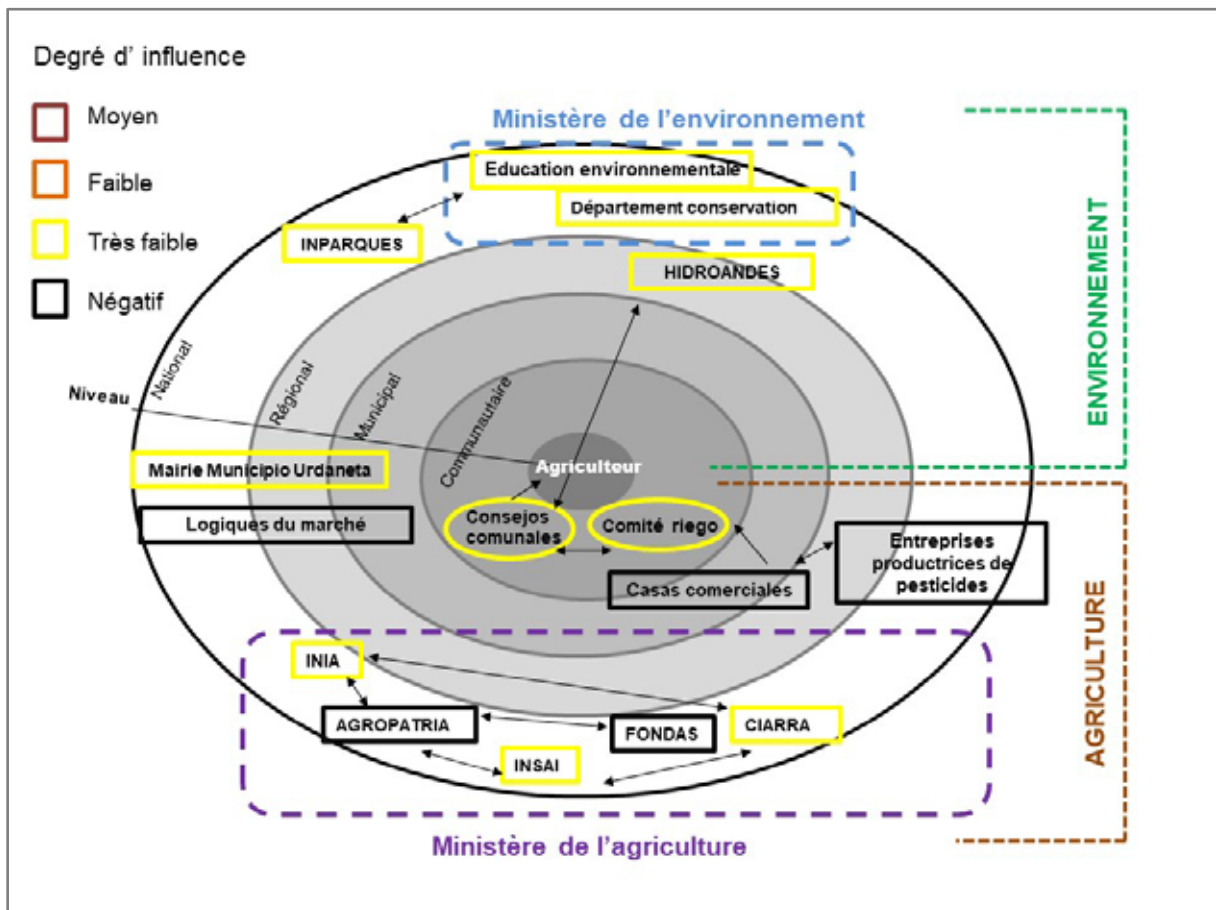 Degré d' influence
Moyen
Faible
Très faible
Négatif
Ministère de l'environnement
Education environnementale
Département conservation
INPARQUES
HIDROANDES
ENVIRONNEMENT
National
Régional
Municipal
Communautaire
Niveau
Agriculteur
Mairie Municipio Urdaneta
Logiques du marché
Consejos
comunales
Comité riego
Entreprises
productrices de
pesticides
Casas comerciales
INIA
AGROPATRIA
FONDAS
CIARRA
INSAI
AGRICULTURE
Ministère de l'agriculture